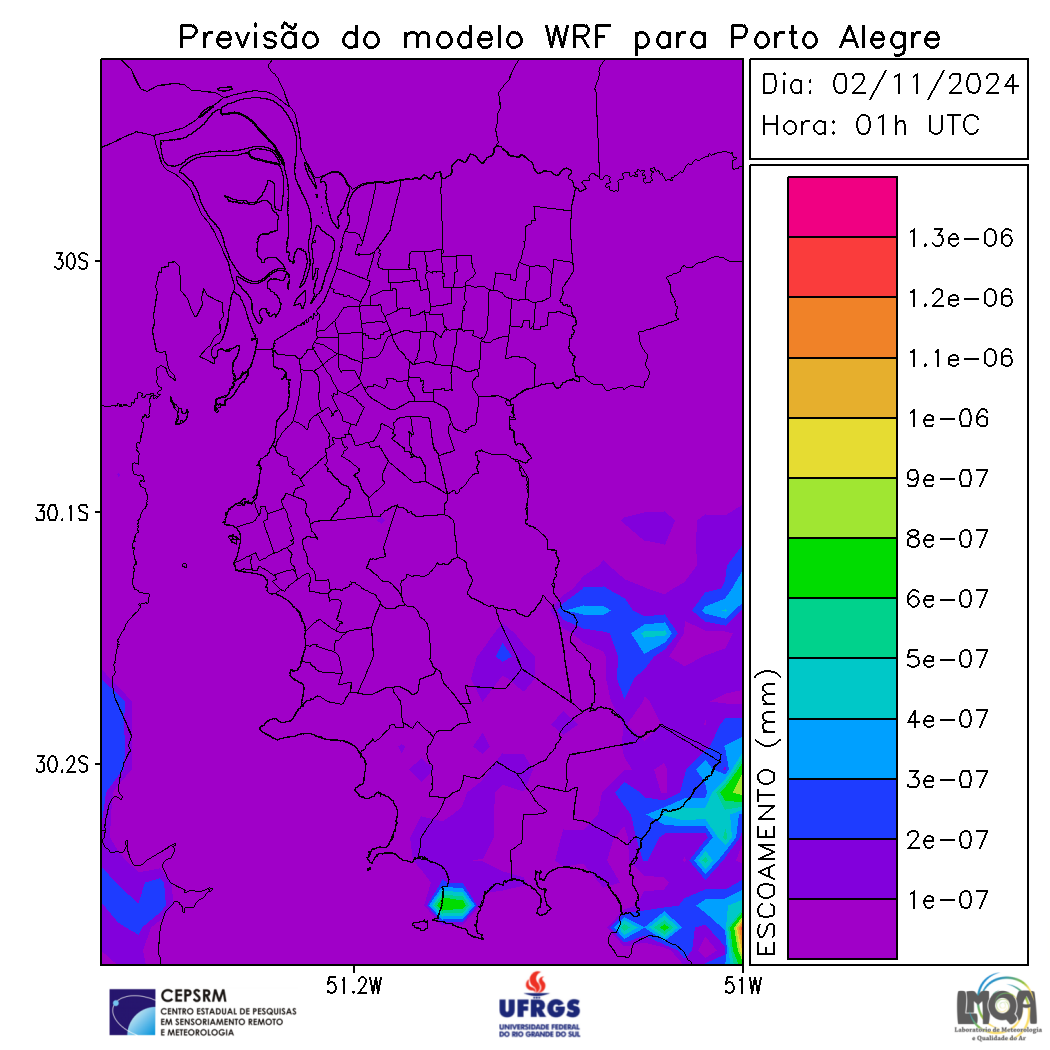 Previsão do modelo WRF para Porto Alegre
Dia: 02/11/2024
Hora: 01h UTC
30S
30.1S
30.2S
51.2W
51W
ESCOAMENTO (mm)
1.3e-06
1.2e-06
1.1e-06
1e-06
9e-07
8e-07
6e-07
5e-07
4e-07
3e-07
2e-07
1e-07
CEPSRM
CENTRO ESTADUAL DE PESQUISAS
EM SENSORIAMENTO REMOTO
E METEOROLOGIA
UFRGS
UNIVERSIDADE FEDERAL
DO RIO GRANDE DO SUL
LMQA
Laboratório de Meteorologia
e Qualidade do Ar